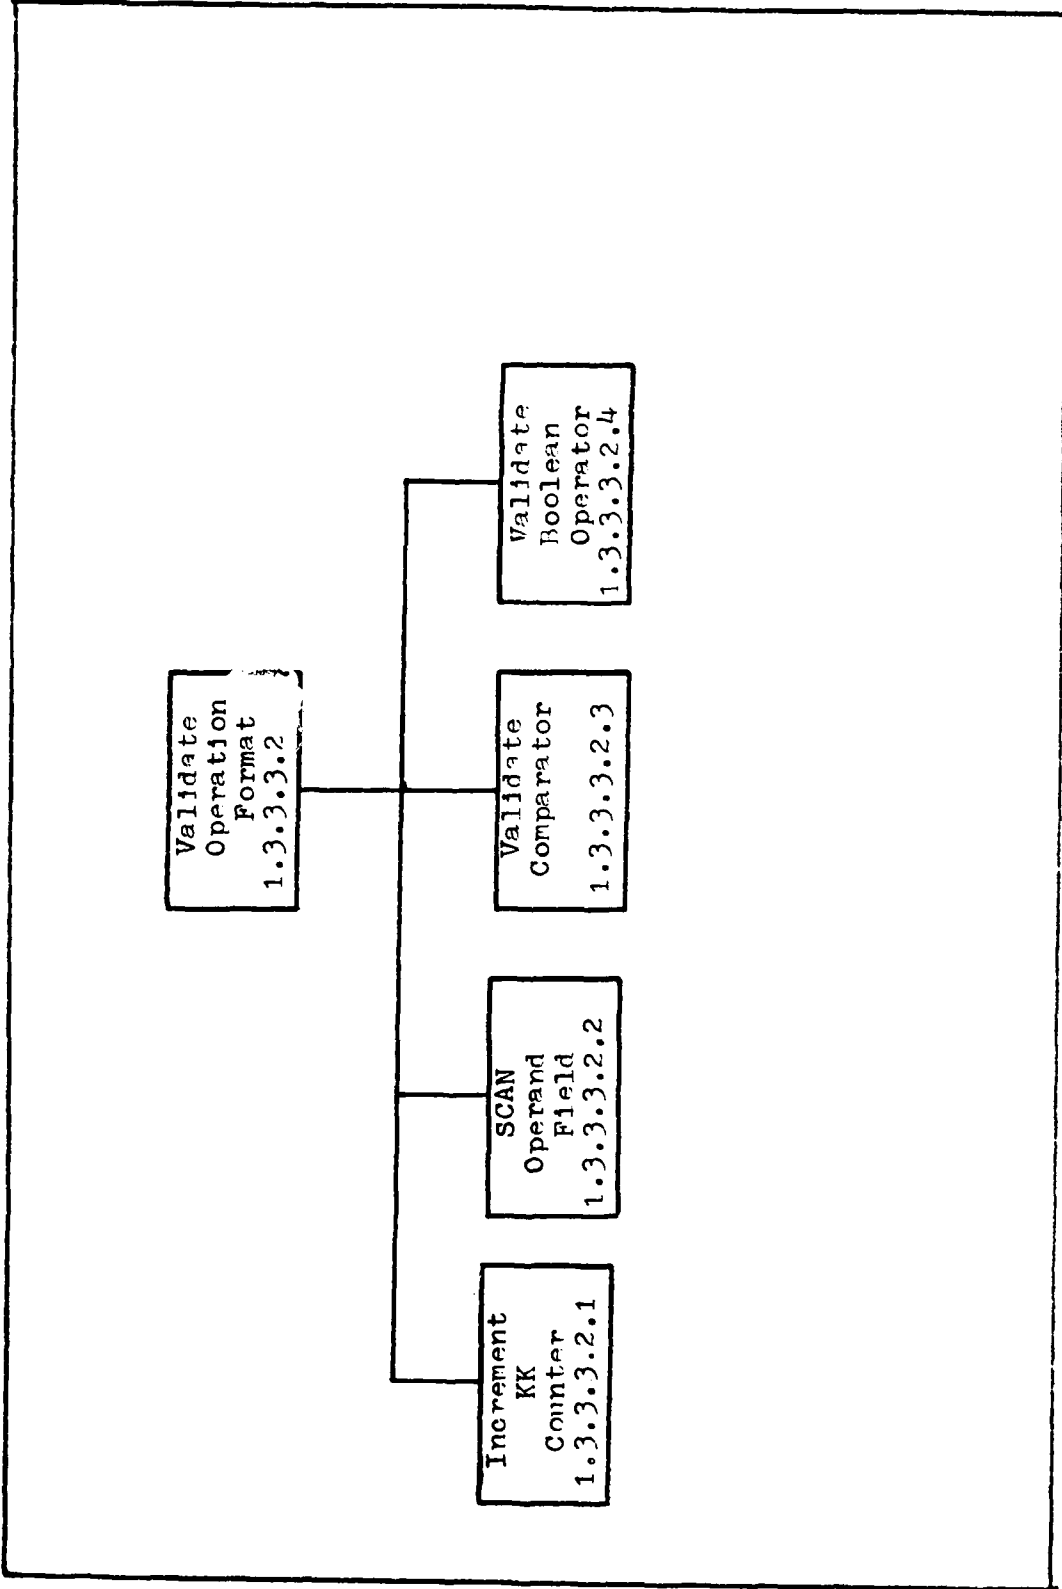 Validate
Operation
Format
1.3.3.3.2
Increment
KK
Counter
1.3.3.3.2.1
SCAN
Operand
Field
1.3.3.3.2.2
Validate
Comparator
1.3.3.3.2.3
Validate
Boolean
Operator
1.3.3.3.2.4